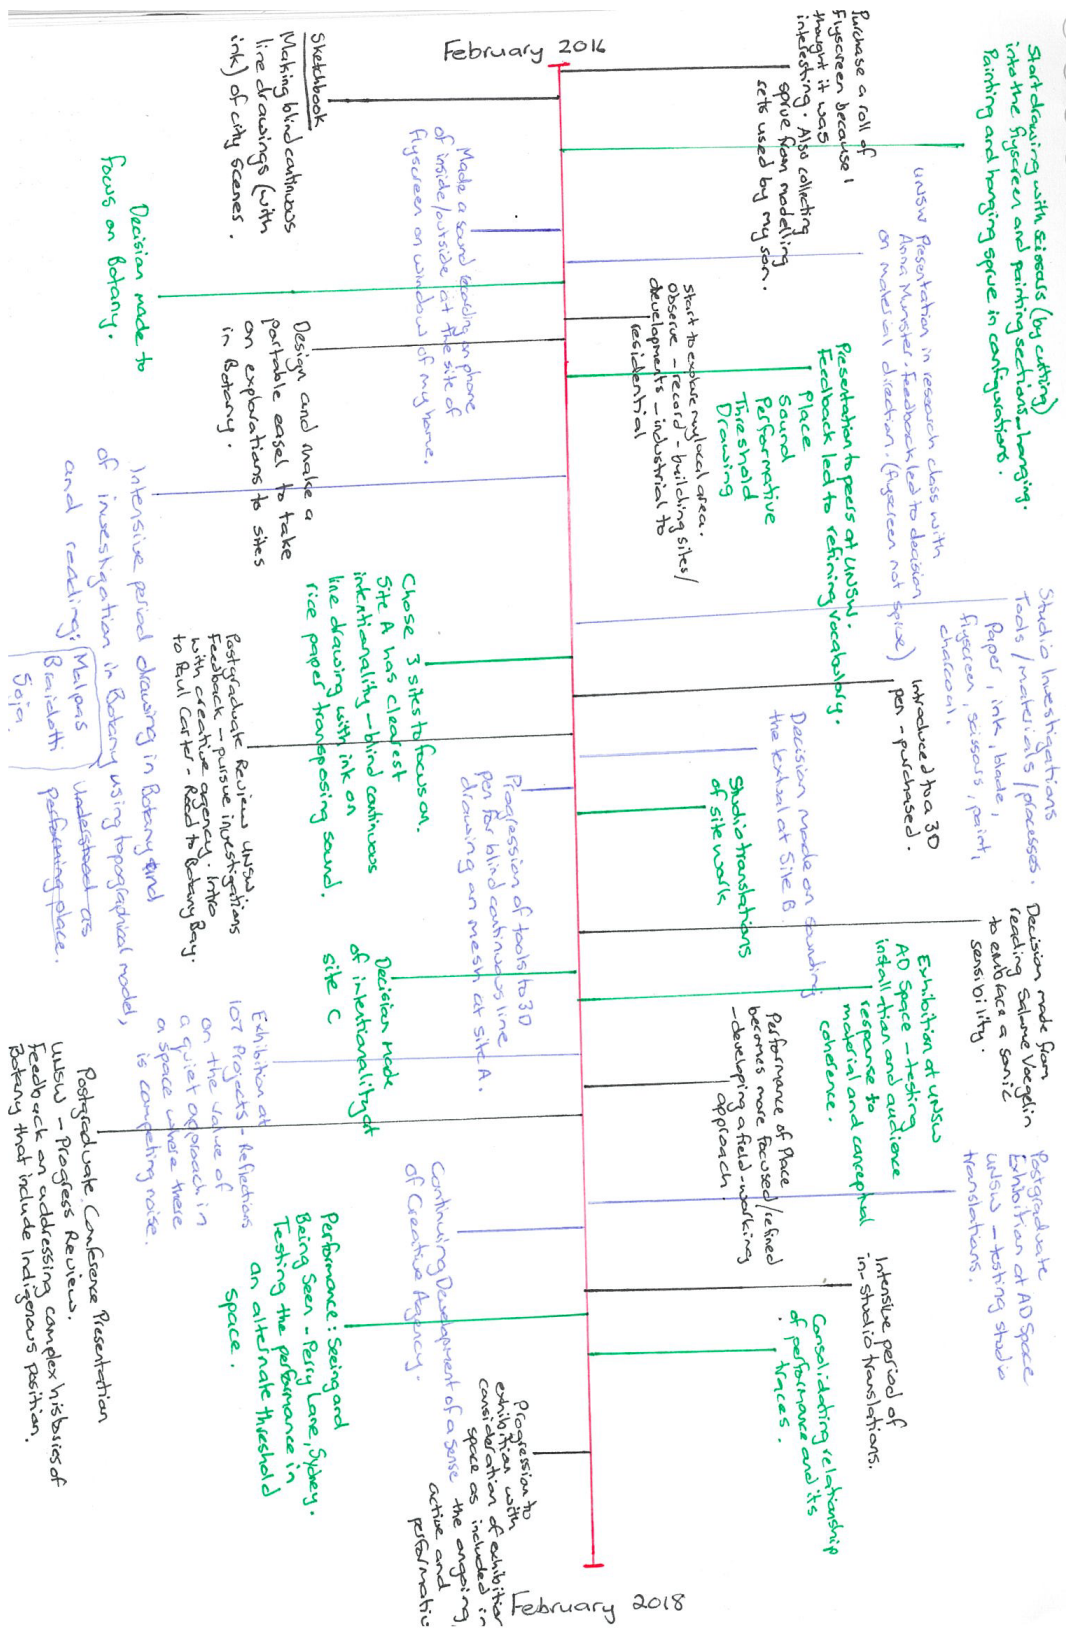 February 2016
Purchase a roll of
flyscreen because I
thought it was
interesting. Also collecting
sprue from modelling
sets used by my son.
Sketchbook
Making blind continuous
line drawings (with
ink) of city scenes.
Start drawing with scissors (by cutting)
into the flyscreen and painting sections - hanging.
Painting and hanging sprue in configurations.
Made a sound recording on phone
of inside/outside at the site of
flyscreen on window of my home.
UNSW Presentation in research class with
Anna Munster - feedback led to decision
on material direction. (flyscreen not sprue)
Decision made to
focus on Botany.
Start to explore my local area.
observe - record - building sites/
developments - industrial to
residential
Design and make a
portable easel to take
on explorations to sites
in Botany.
Presentation to peers at UNSW.
Feedback led to refining vocabulary.
Place
Sound
Performative
Threshold
Drawing
Intensive period drawing in Botany and
of investigation in Botany using topographical model,
and reading: Malpas
Braidotti
Soja
Understood as
performing place.
Studio Investigations
Tools/materials/processes.
Paper, ink, blade,
flyscreen, scissors, paint,
charcoal.
Chose 3 sites to focus on.
Site A has clearest
intentionality - blind continuous
line drawing with ink on
rice paper transposing sound.
Introduced to a 3D
pen - purchased.
Postgraduate Review UNSW
Feedback - pursue investigations
with creative agency. Intro
to Paul Carter - Road to Botany Bay.
Decision made on sounding
the textual at Site B.
Progression of tools to 3D
pen for blind continuous line
drawing on mesh at site A.
Studio translations
of site work
Decision made from
reading Salome Voegelin
to embrace a sonic
sensibility.
Decision made
of intentionality at
site C
Exhibition at UNSW
AD Space - testing
installation and audience
response to
material and conceptual
coherence.
Exhibition at
107 Projects - Reflections
on the value of
a quiet approach in
a space where there
is competing noise.
Performance of Place
becomes more focused/refined
- developing a field-working
approach.
Postgraduate Conference Presentation
UNSW - Progress Review.
Feedback on addressing complex histories of
Botany that include Indigenous position.
Postgraduate
Exhibition at AD Space
UNSW - testing studio
translations.
Continuing Development of a sense
of Creative Agency.
Intensive period of
in-studio translations.
Performance: Seeing and
Being Seen - Perry Lane, Sydney.
Testing the performance in
an alternate threshold
space.
Consolidating relationship
of performance and its
traces.
Progression to
exhibition with
consideration of exhibition
space as included in
the ongoing,
active and
performativ
February 2018